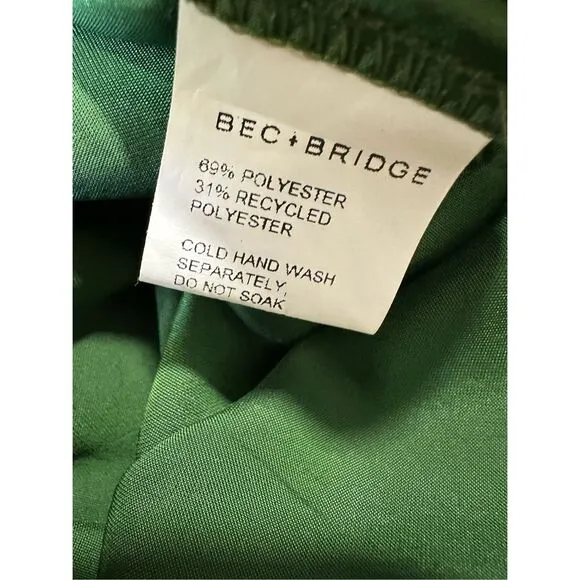 BEC+BRIDGE
69% POLYESTER
31% RECYCLED
POLYESTER
COLD HAND WASH
SEPARATELY,
DO NOT SOAK